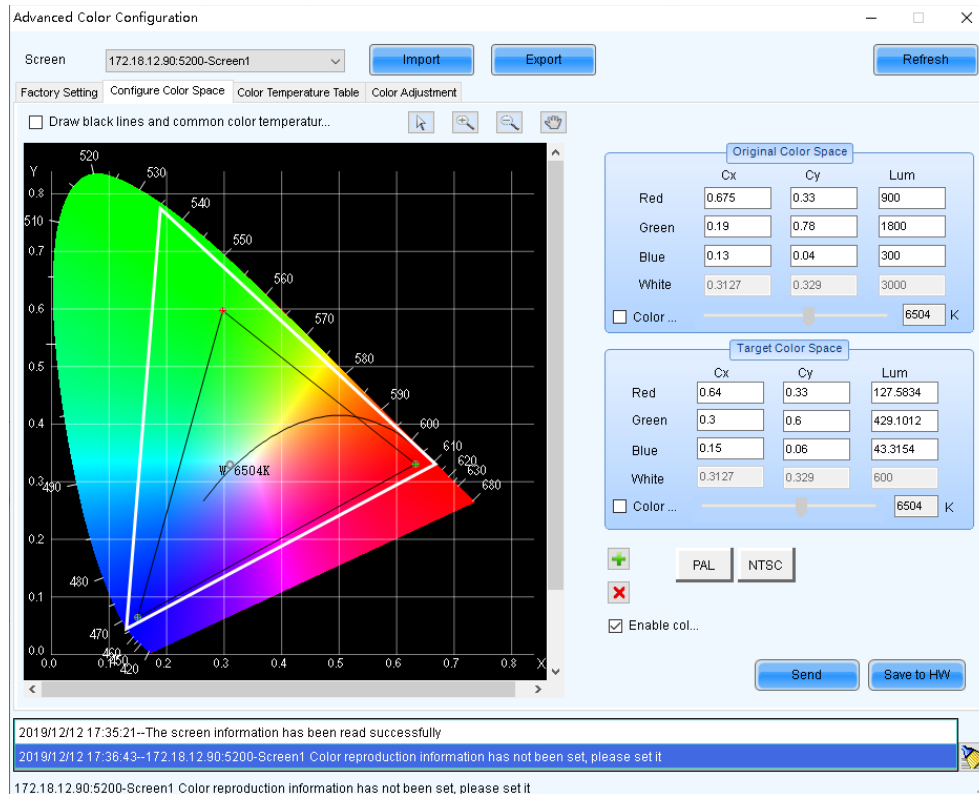 Advanced Color Configuration
Screen 172.18.12.90:5200-Screen1 Import Export Refresh
Factory Setting Configure Color Space Color Temperature Table Color Adjustment
Draw black lines and common color temperatur...
Original Color Space
Cx Cy Lum
Red 0.675 0.33 900
Green 0.19 0.78 1800
Blue 0.13 0.04 300
White 0.3127 0.329 3000
Color ... 6504 K
Target Color Space
Cx Cy Lum
Red 0.64 0.33 127.5834
Green 0.3 0.6 429.1012
Blue 0.15 0.06 43.3154
White 0.3127 0.329 600
Color ... 6504 K
PAL NTSC
Enable col...
Send Save to HW
Y
0.8
0.7
0.6
0.5
0.4
0.3
0.2
0.1
0.0
520
530
540
510
550
560
570
580
590
600
610
620
630
680
W 6504K
490
480
470
460
450
420
0.0 0.1 0.2 0.3 0.4 0.5 0.6 0.7 0.8 X
2019/12/12 17:35:21--The screen information has been read successfully
2019/12/12 17:36:43--172.18.12.90:5200-Screen1 Color reproduction information has not been set, please set it
172.18.12.90:5200-Screen1 Color reproduction information has not been set, please set it